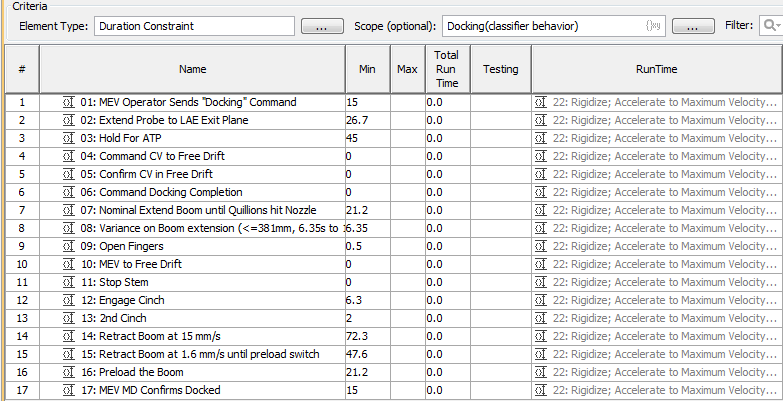 Criteria
Element Type: Duration Constraint ... Scope (optional): Docking(classifier behavior) ... Filter:
# Name Min Max Total Run Time Testing RunTime
1 01: MEV Operator Sends "Docking" Command 15 0.0 22: Rigidize; Accelerate to Maximum Velocity...
2 02: Extend Probe to LAE Exit Plane 26.7 0.0 22: Rigidize; Accelerate to Maximum Velocity...
3 03: Hold For ATP 45 0.0 22: Rigidize; Accelerate to Maximum Velocity...
4 04: Command CV to Free Drift 0 0.0 22: Rigidize; Accelerate to Maximum Velocity...
5 05: Confirm CV in Free Drift 0 0.0 22: Rigidize; Accelerate to Maximum Velocity...
6 06: Command Docking Completion 0 0.0 22: Rigidize; Accelerate to Maximum Velocity...
7 07: Nominal Extend Boom until Quillions hit Nozzle 21.2 0.0 22: Rigidize; Accelerate to Maximum Velocity...
8 08: Variance on Boom extension (<=381mm, 6.35s to 1 6.35 0.0 22: Rigidize; Accelerate to Maximum Velocity...
9 09: Open Fingers 0.5 0.0 22: Rigidize; Accelerate to Maximum Velocity...
10 10: MEV to Free Drift 0 0.0 22: Rigidize; Accelerate to Maximum Velocity...
11 11: Stop Stem 0 0.0 22: Rigidize; Accelerate to Maximum Velocity...
12 12: Engage Cinch 6.3 0.0 22: Rigidize; Accelerate to Maximum Velocity...
13 13: 2nd Cinch 2 0.0 22: Rigidize; Accelerate to Maximum Velocity...
14 14: Retract Boom at 15 mm/s 72.3 0.0 22: Rigidize; Accelerate to Maximum Velocity...
15 15: Retract Boom at 1.6 mm/s until preload switch 47.6 0.0 22: Rigidize; Accelerate to Maximum Velocity...
16 16: Preload the Boom 21.2 0.0 22: Rigidize; Accelerate to Maximum Velocity...
17 17: MEV MD Confirms Docked 15 0.0 22: Rigidize; Accelerate to Maximum Velocity...